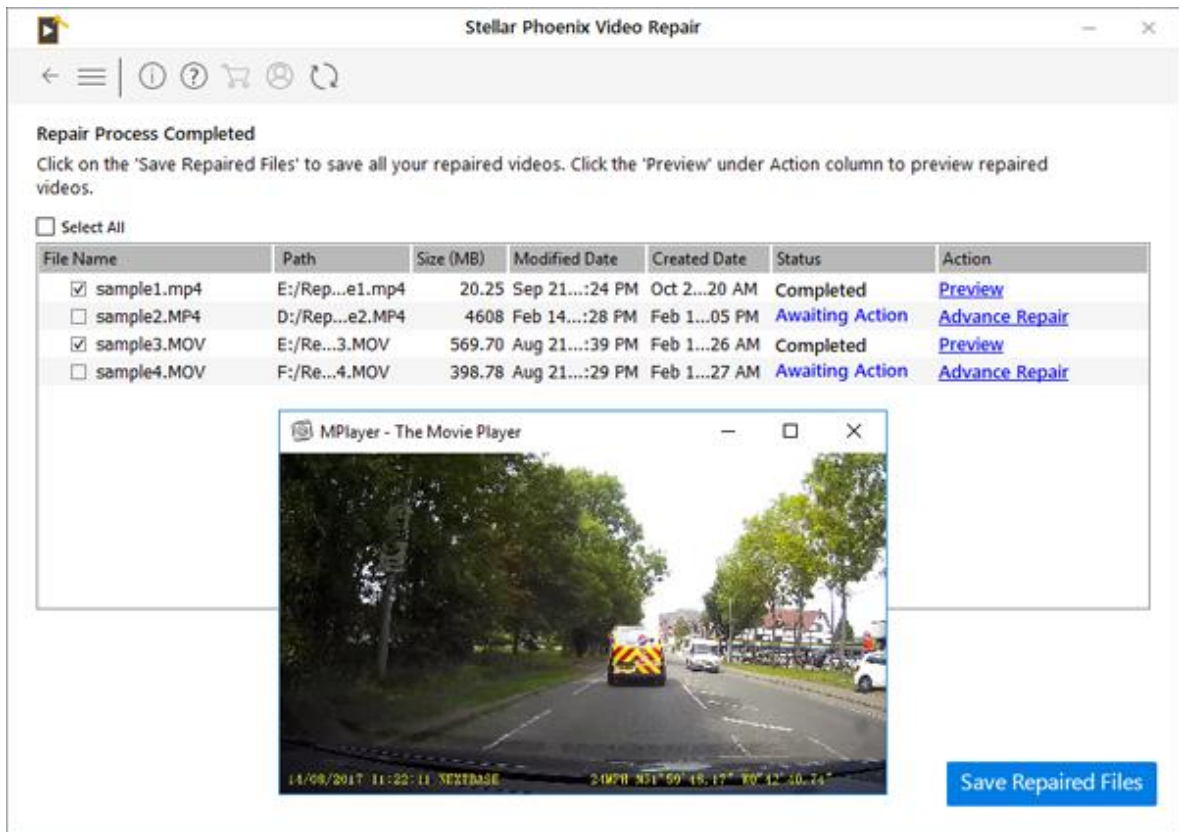 Stellar Phoenix Video Repair
Repair Process Completed
Click on the 'Save Repaired Files' to save all your repaired videos. Click the 'Preview' under Action column to preview repaired
videos.
Select All
File Name Path Size (MB) Modified Date Created Date Status Action
sample1.mp4 E:/Rep...e1.mp4 20.25 Sep 21...:24 PM Oct 2...20 AM Completed Preview
sample2.MP4 D:/Rep...e2.MP4 4608 Feb 14...:28 PM Feb 1...05 PM Awaiting Action Advance Repair
sample3.MOV E:/Re...3.MOV 569.70 Aug 21...:39 PM Feb 1...26 AM Completed Preview
sample4.MOV F:/Re...4.MOV 398.78 Aug 21...:29 PM Feb 1...27 AM Awaiting Action Advance Repair
MPlayer - The Movie Player
14/08/2017 11:22:11 NEXTBASE 24MPH
Save Repaired Files